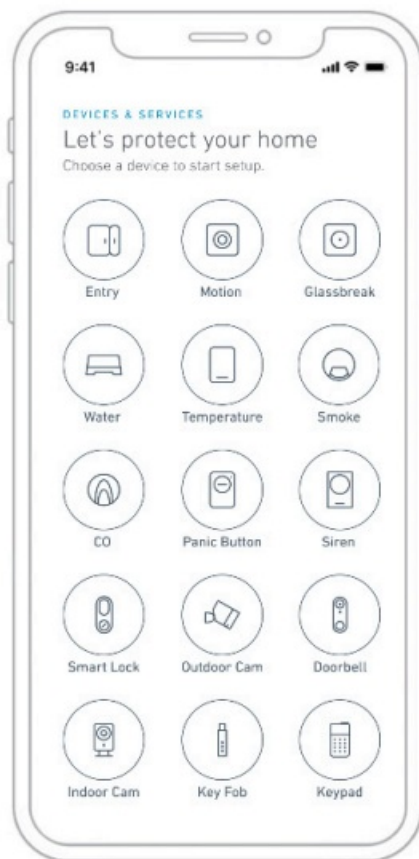 9:41
DEVICES & SERVICES
Let's protect your home
Choose a device to start setup.
Entry Motion Glassbreak
Water Temperature Smoke
CO Panic Button Siren
Smart Lock Outdoor Cam Doorbell
Indoor Cam Key Fob Keypad